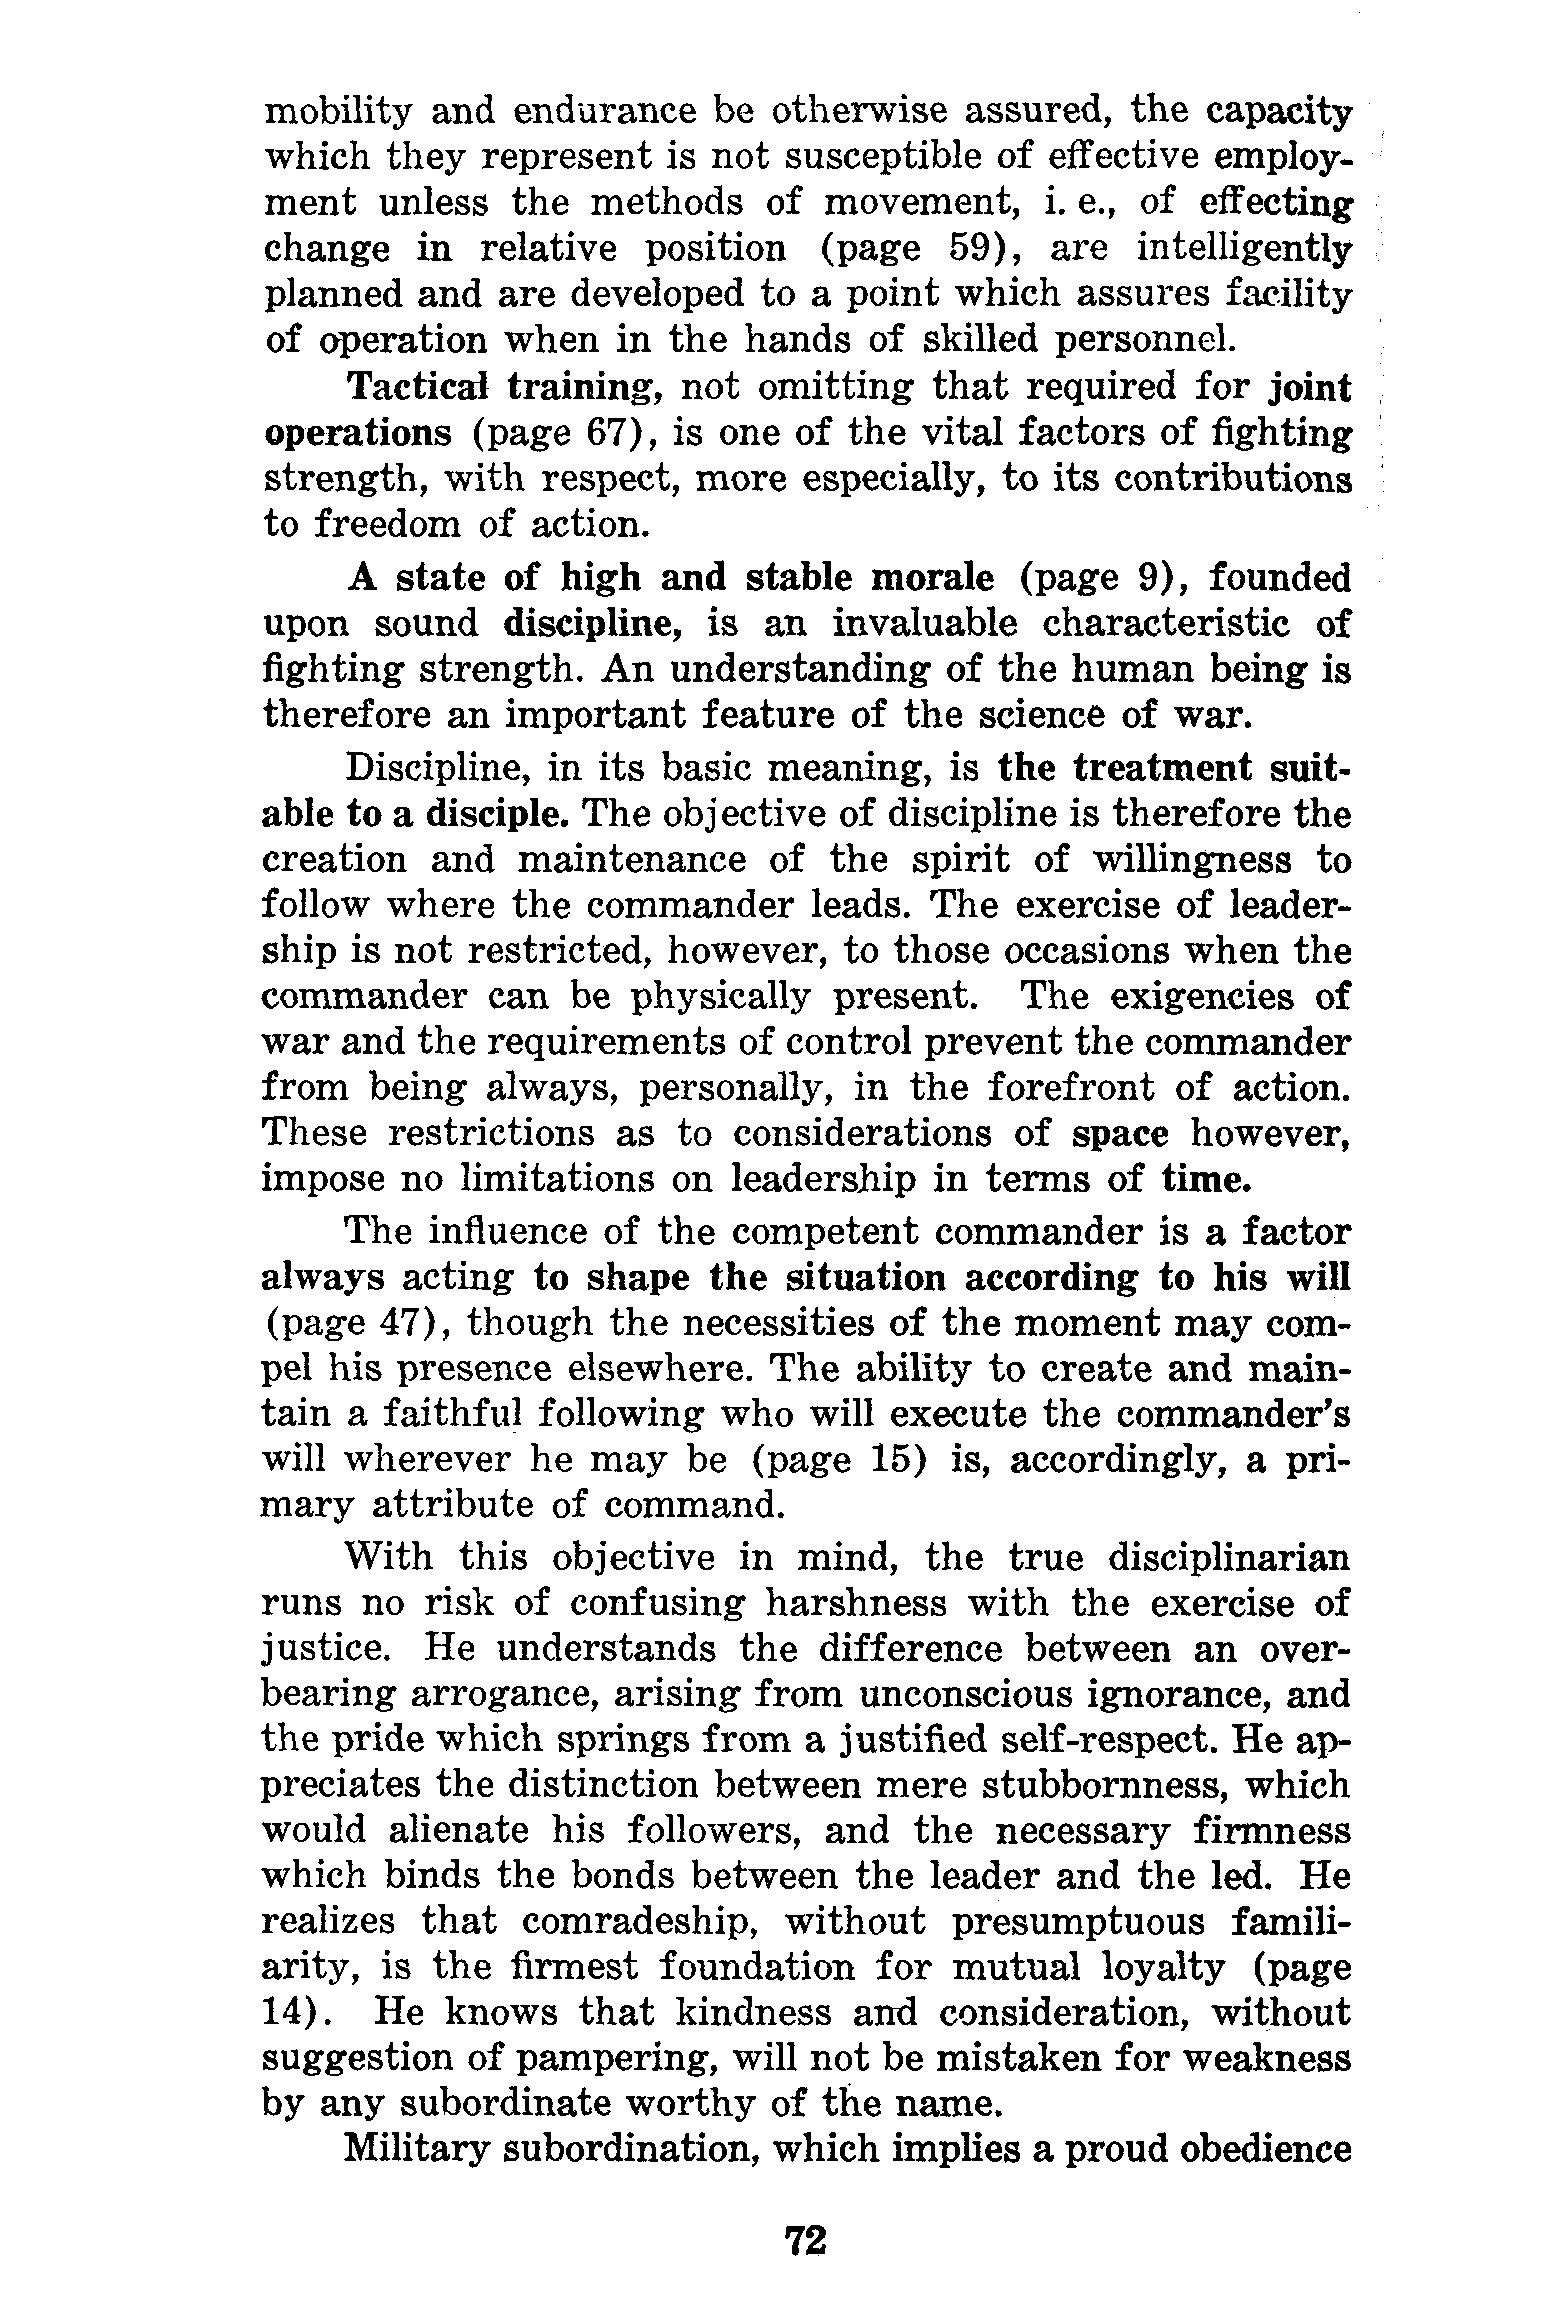 mobility and endurance be otherwise assured, the capacity
which they represent is not susceptible of effective employ-
ment unless the methods of movement, i. e., of effecting
change in relative position (page 59), are intelligently
planned and are developed to a point which assures facility
of operation when in the hands of skilled personnel.
Tactical training, not omitting that required for joint
operations (page 67), is one of the vital factors of fighting
strength, with respect, more especially, to its contributions
to freedom of action.
A state of high and stable morale (page 9), founded
upon sound discipline, is an invaluable characteristic of
fighting strength. An understanding of the human being is
therefore an important feature of the science of war.
Discipline, in its basic meaning, is the treatment suit-
able to a disciple. The objective of discipline is therefore the
creation and maintenance of the spirit of willingness to
follow where the commander leads. The exercise of leader-
ship is not restricted, however, to those occasions when the
commander can be physically present. The exigencies of
war and the requirements of control prevent the commander
from being always, personally, in the forefront of action.
These restrictions as to considerations of space however,
impose no limitations on leadership in terms of time.
The influence of the competent commander is a factor
always acting to shape the situation according to his will
(page 47), though the necessities of the moment may com-
pel his presence elsewhere. The ability to create and main-
tain a faithful following who will execute the commander's
will wherever he may be (page 15) is, accordingly, a pri-
mary attribute of command.
With this objective in mind, the true disciplinarian
runs no risk of confusing harshness with the exercise of
justice. He understands the difference between an over-
bearing arrogance, arising from unconscious ignorance, and
the pride which springs from a justified self-respect. He ap-
preciates the distinction between mere stubbornness, which
would alienate his followers, and the necessary firmness
which binds the bonds between the leader and the led. He
realizes that comradeship, without presumptuous famili-
arity, is the firmest foundation for mutual loyalty (page
14). He knows that kindness and consideration, without
suggestion of pampering, will not be mistaken for weakness
by any subordinate worthy of the name.
Military subordination, which implies a proud obedience
72